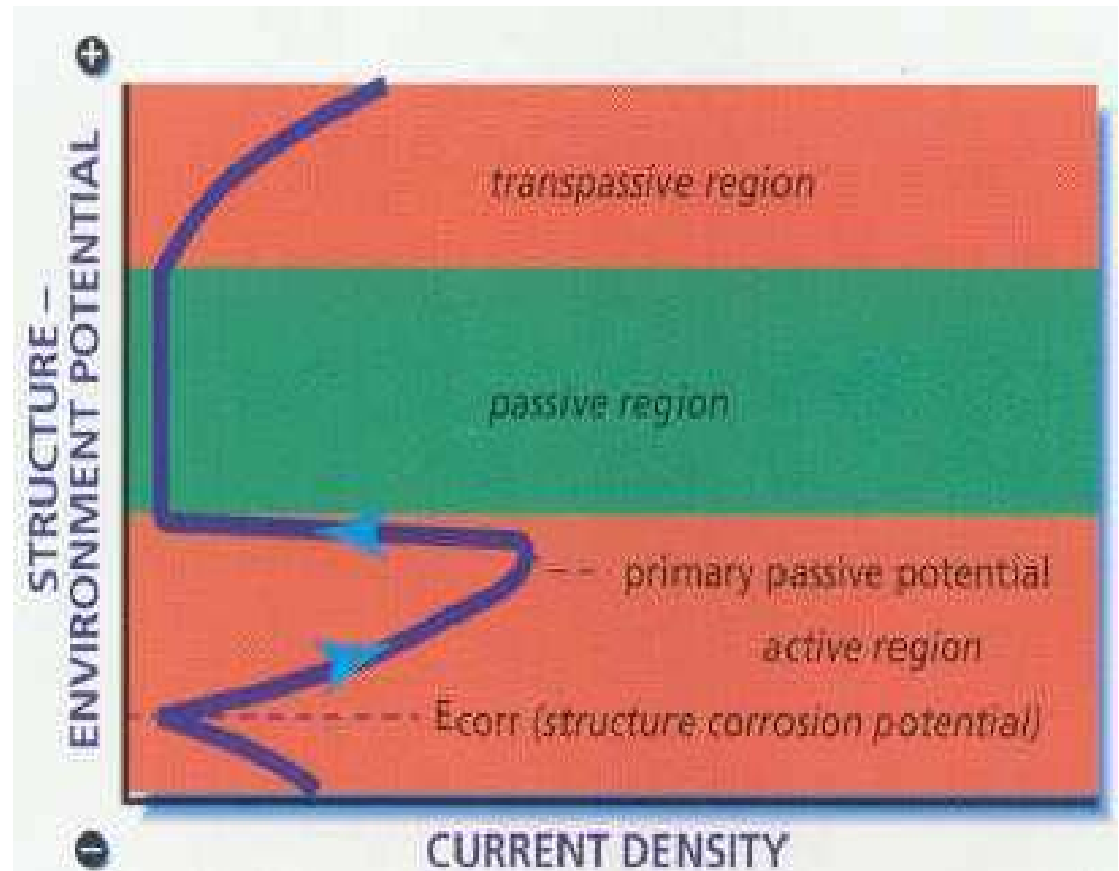 +
STRUCTURE –
ENVIRONMENT POTENTIAL
transpassive region
passive region
primary passive potential
active region
Ecorr (structure corrosion potential)
–
CURRENT DENSITY